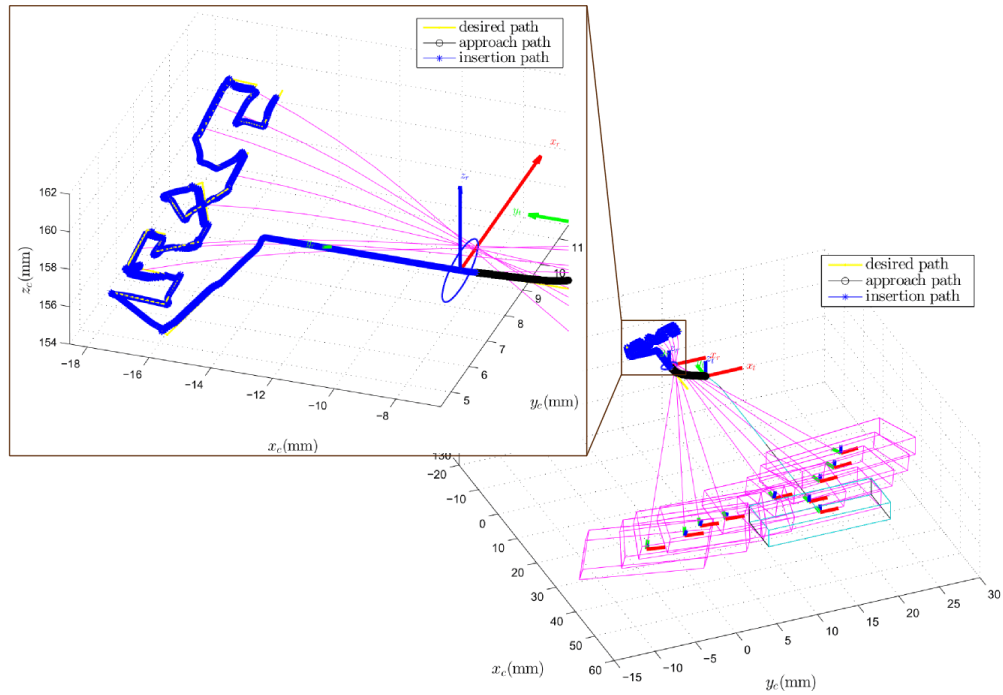 desired path
approach path
insertion path
x_r
z_r
y_r
162
160
158
156
154
z_c(mm)
-18
-16
-14
-12
-10
-8
x_c(mm)
5
6
7
8
9
10
11
y_c(mm)
desired path
approach path
insertion path
x_r
130
-20
-10
0
10
20
30
40
50
60
x_c(mm)
-15
-10
-5
0
5
10
15
20
25
30
y_c(mm)